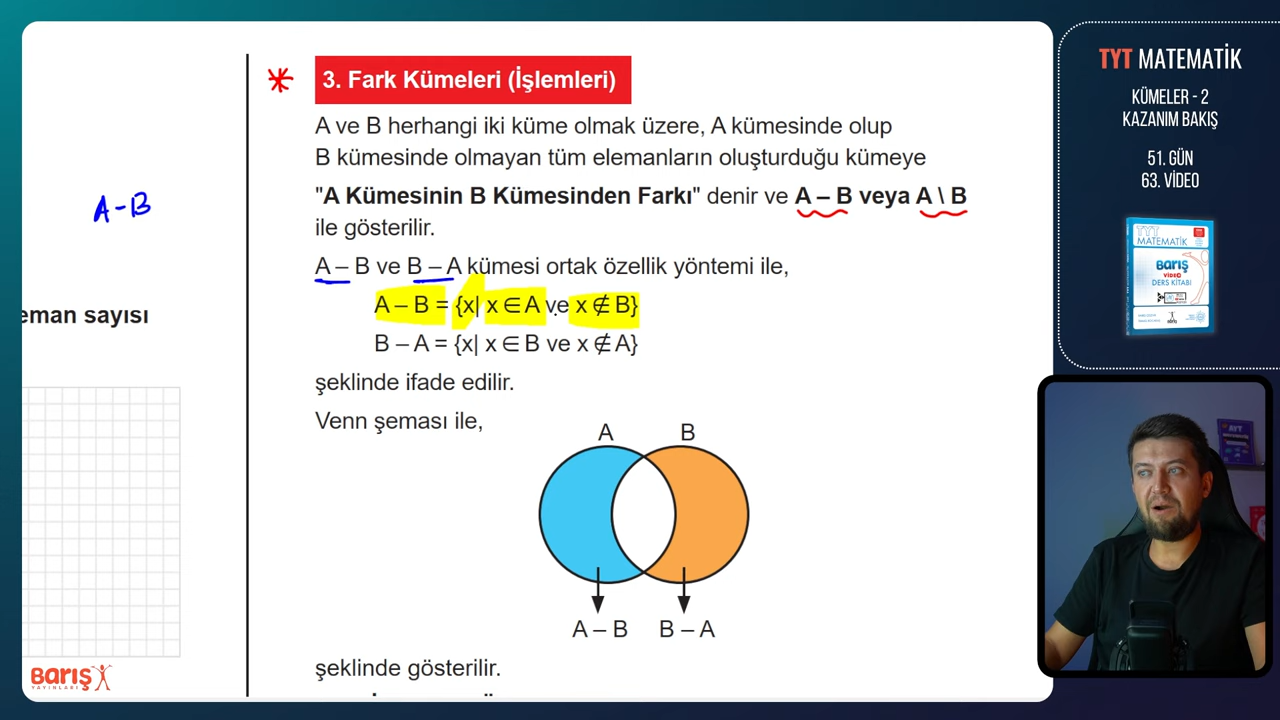 A-B
eman sayısı
BARIŞ
YAYINLARI
3. Fark Kümeleri (İşlemleri)
A ve B herhangi iki küme olmak üzere, A kümesinde olup
B kümesinde olmayan tüm elemanların oluşturduğu kümeye
"A Kümesinin B Kümesinden Farkı" denir ve A – B veya A \ B
ile gösterilir.
A – B ve B – A kümesi ortak özellik yöntemi ile,
A – B = {x| x ∈ A ve x ∉ B}
B – A = {x| x ∈ B ve x ∉ A}
şeklinde ifade edilir.
Venn şeması ile,
A B
A – B B – A
şeklinde gösterilir.
TYT MATEMATİK
KÜMELER - 2
KAZANIM BAKIŞ
51. GÜN
63. VİDEO
TYT
MATEMATİK
BARIŞ
VİDEO
DERS KİTABI